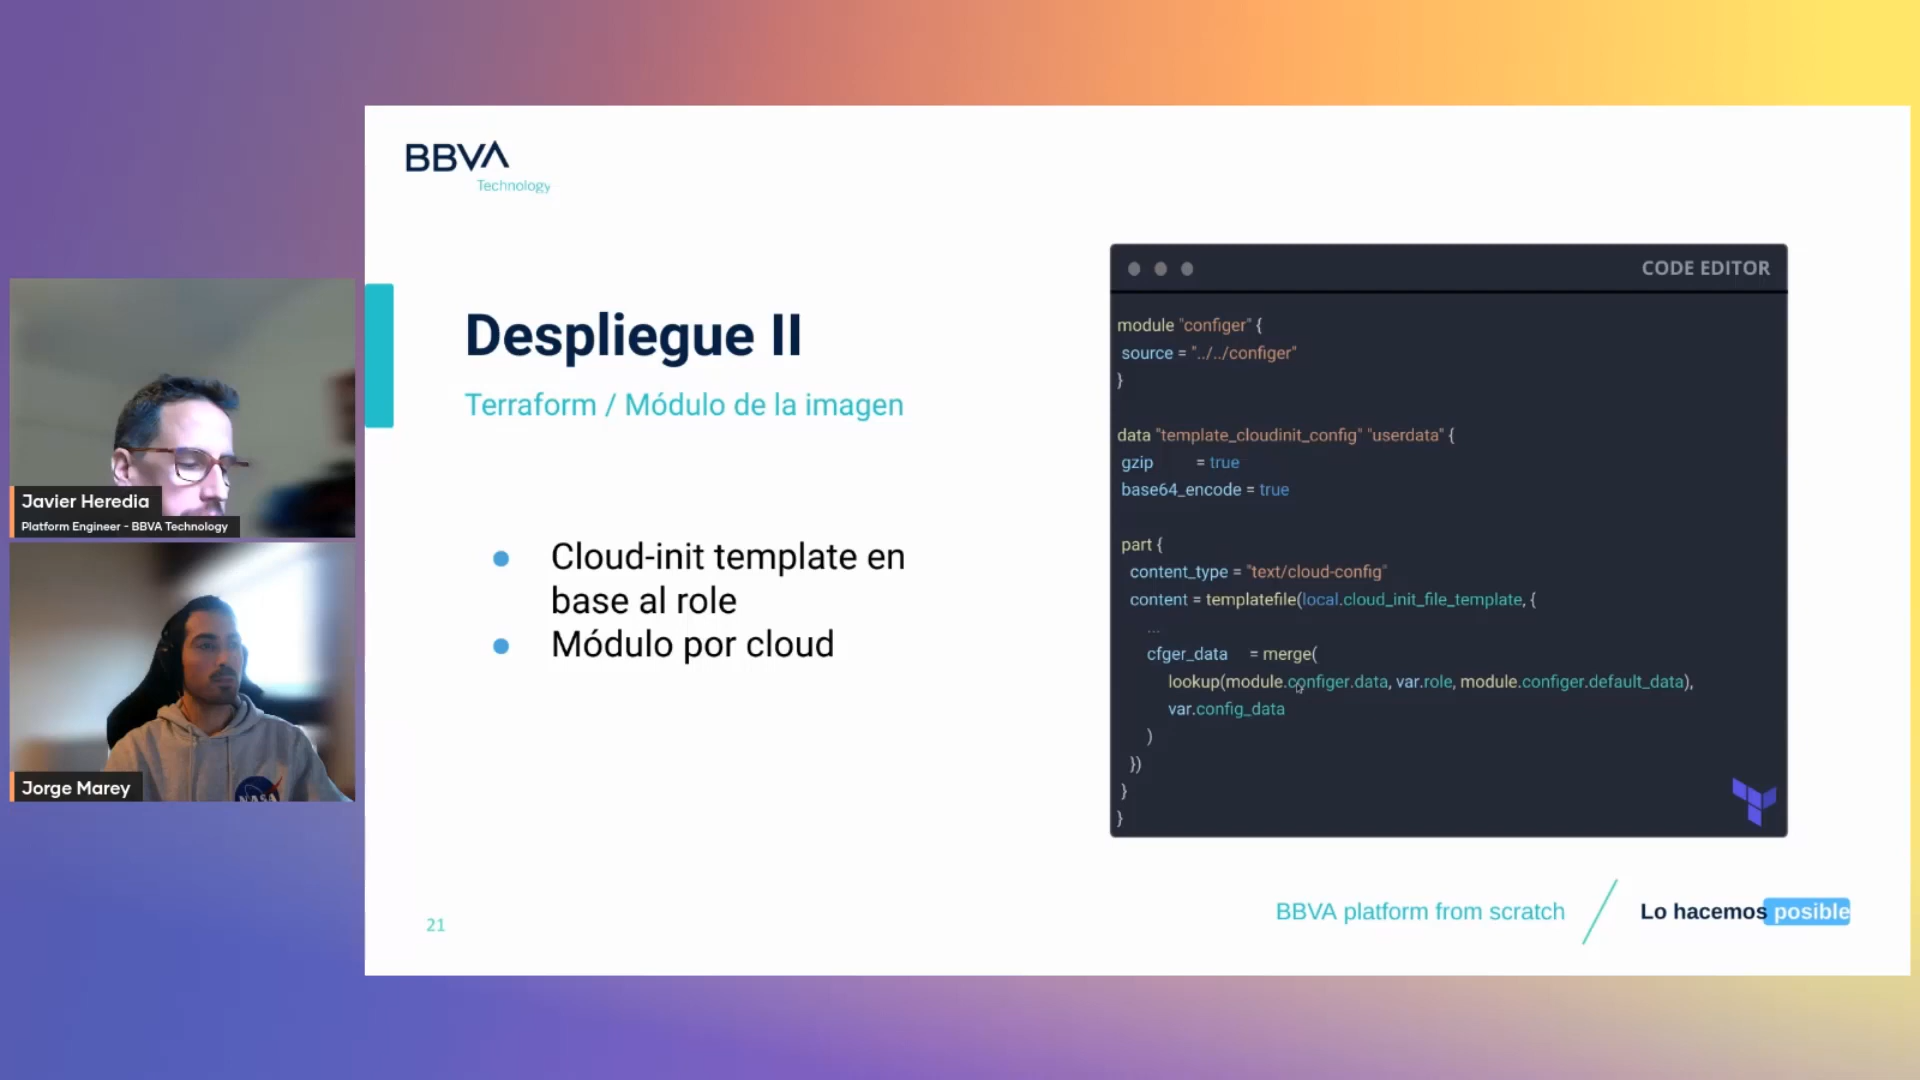 BBVA
Technology
Despliegue II
Terraform / Módulo de la imagen
Cloud-init template en
base al role
Módulo por cloud
CODE EDITOR
module "configer" {
source = "../../configer"
}
data "template_cloudinit_config" "userdata" {
gzip = true
base64_encode = true
part {
content_type = "text/cloud-config"
content = templatefile(local.cloud_init_file_template, {
...
cfger_data = merge(
lookup(module.configer.data, var.role, module.configer.default_data),
var.config_data
)
})
}
}
21
BBVA platform from scratch
Lo hacemos posible
Javier Heredia
Platform Engineer - BBVA Technology
NASA
Jorge Marey